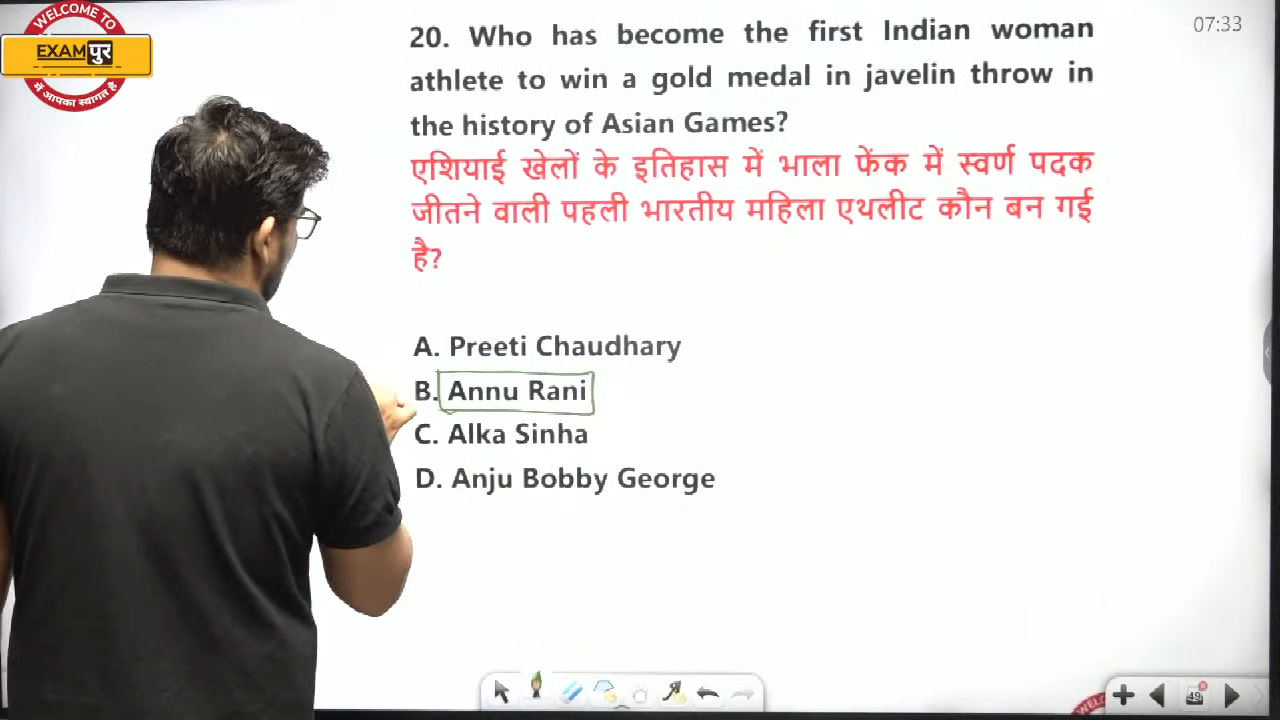 WELCOME TO
EXAMपुर
में आपका स्वागत है
07:33
20. Who has become the first Indian woman
athlete to win a gold medal in javelin throw in
the history of Asian Games?
एशियाई खेलों के इतिहास में भाला फेंक में स्वर्ण पदक
जीतने वाली पहली भारतीय महिला एथलीट कौन बन गई
है?
A. Preeti Chaudhary
B. Annu Rani
C. Alka Sinha
D. Anju Bobby George
49